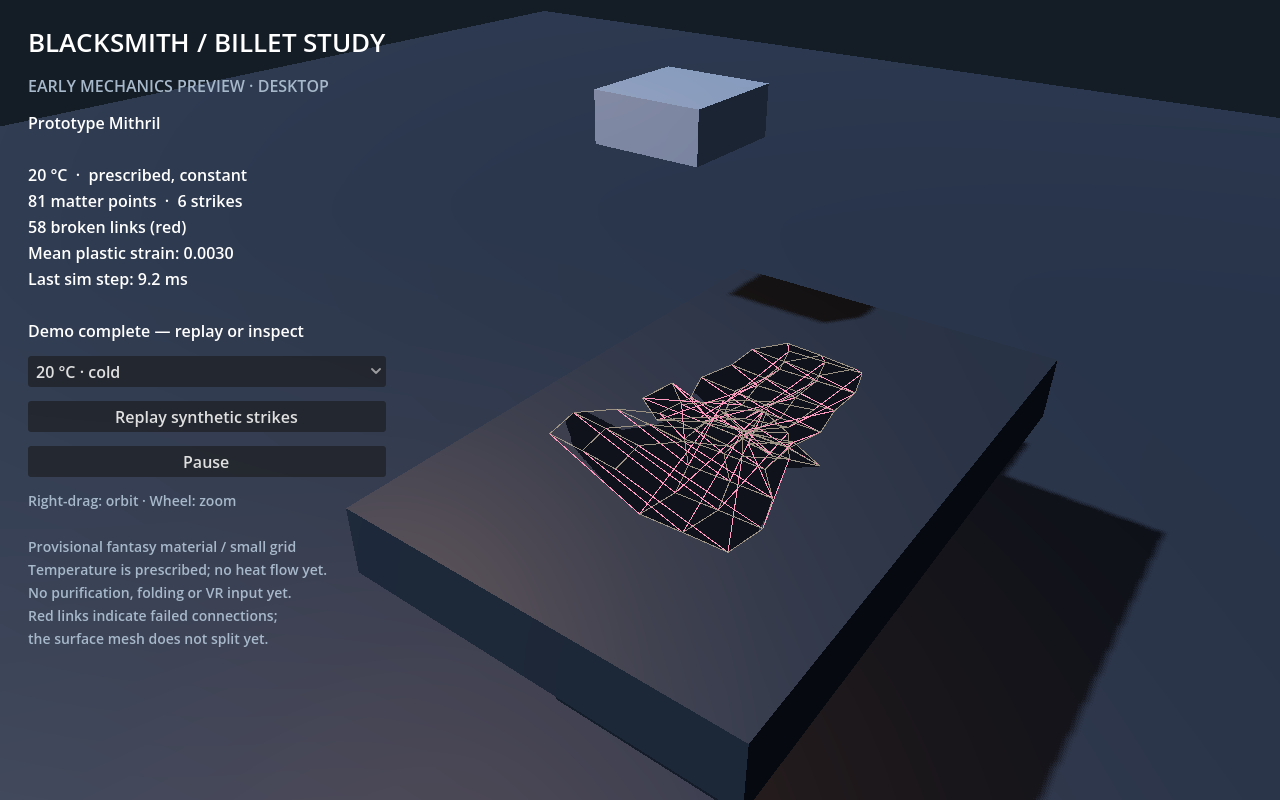 BLACKSMITH / BILLET STUDY
EARLY MECHANICS PREVIEW · DESKTOP
Prototype Mithril
20 °C · prescribed, constant
81 matter points · 6 strikes
58 broken links (red)
Mean plastic strain: 0.0030
Last sim step: 9.2 ms
Demo complete — replay or inspect
20 °C · cold
Replay synthetic strikes
Pause
Right-drag: orbit · Wheel: zoom
Provisional fantasy material / small grid
Temperature is prescribed; no heat flow yet.
No purification, folding or VR input yet.
Red links indicate failed connections;
the surface mesh does not split yet.